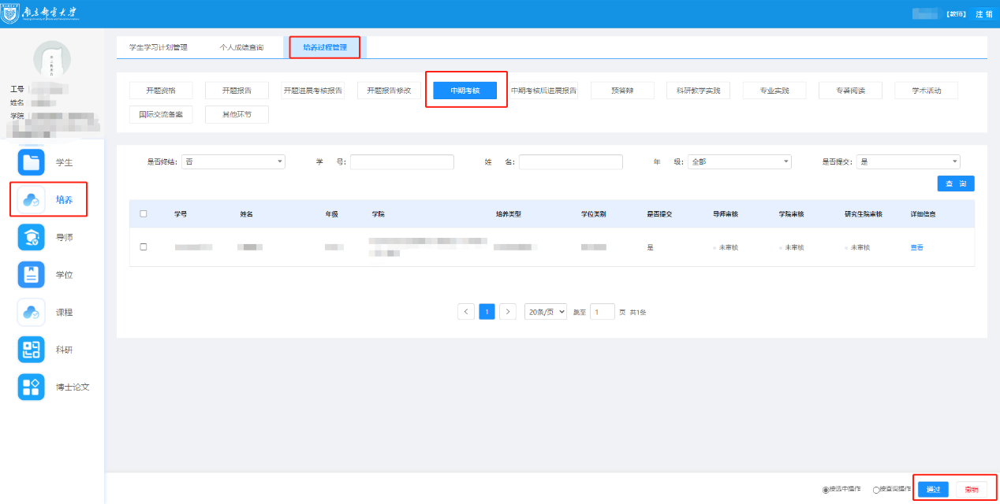 南京邮电大学
【教师】 注 销
学生学习计划管理 个人成绩查询 培养过程管理
工号
姓名
学院
开题资格 开题报告 开题进展考核报告 开题报告修改 中期考核 中期考核后进展报告 预答辩 科研教学实践 专业实践 专著阅读 学术活动
国际交流备案 其他环节
学生
培养
导师
学位
课程
科研
博士论文
是否终结: 否 学 号: 姓 名: 年 级: 全部 是否提交: 是
查 询
学号 姓名 年级 学院 培养类型 学位类别 是否提交 导师审核 学院审核 研究生院审核 详细信息
是 未审核 未审核 未审核 查看
< 1 > 20条/页 跳至 1 页 共1条
按选中操作 按查询操作 通过 撤销